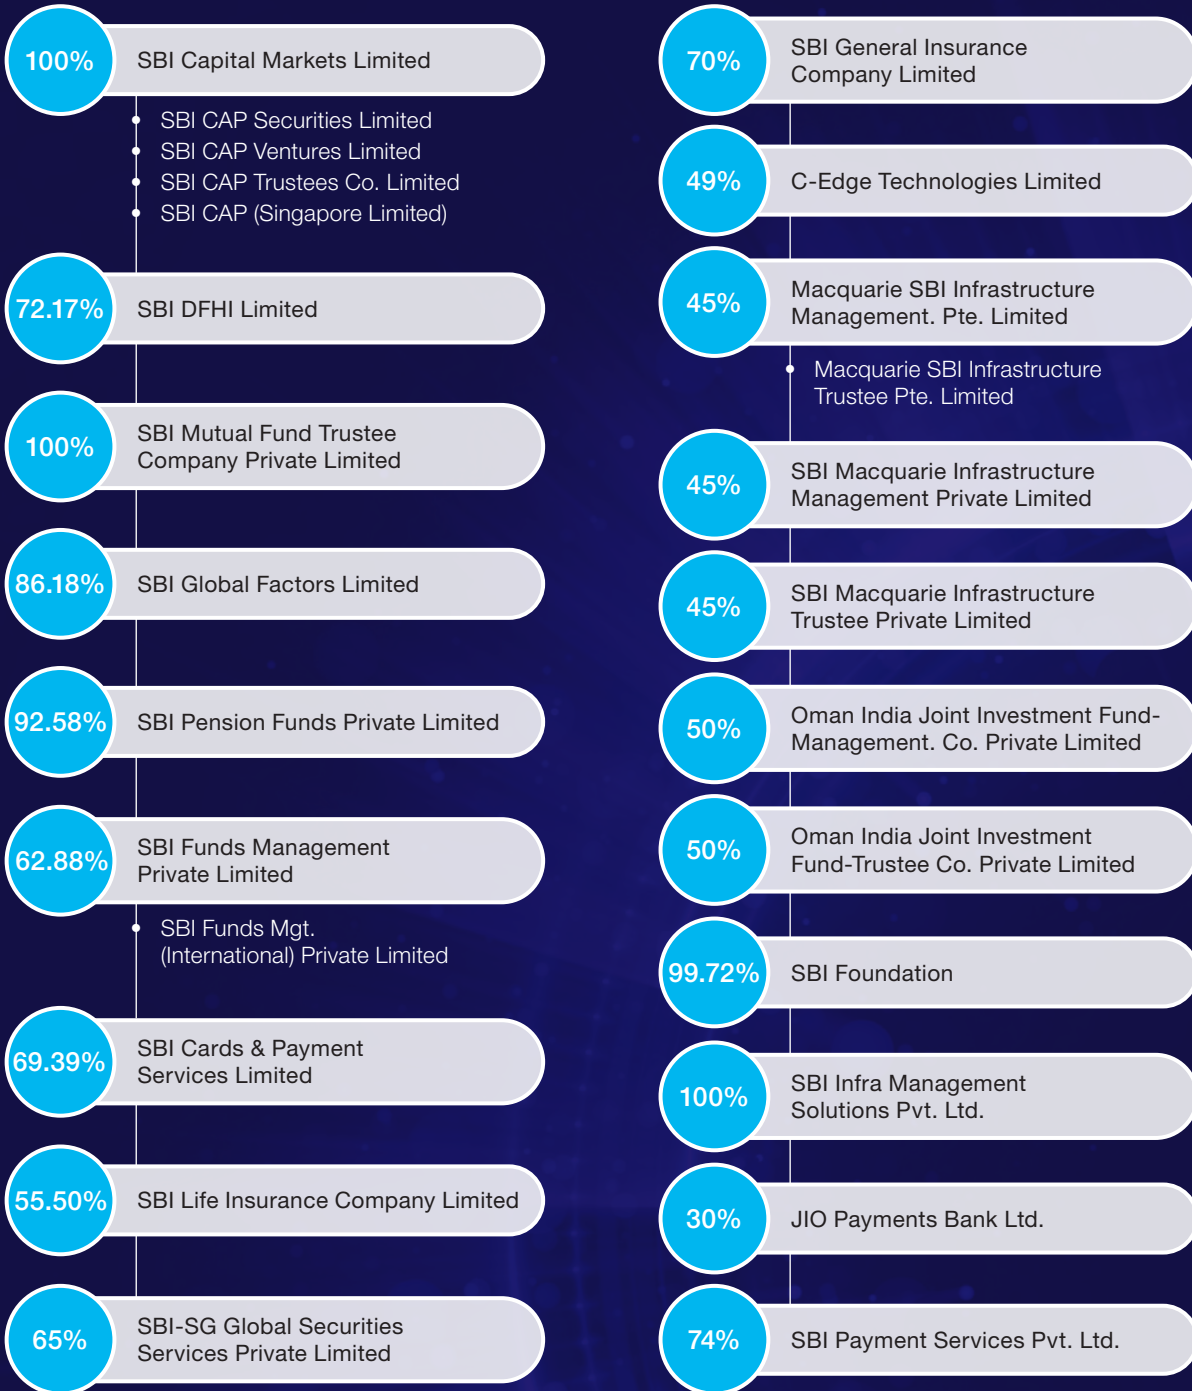 100%
SBI Capital Markets Limited
SBI CAP Securities Limited
SBI CAP Ventures Limited
SBI CAP Trustees Co. Limited
SBI CAP (Singapore Limited)
72.17%
SBI DFHI Limited
100%
SBI Mutual Fund Trustee
Company Private Limited
86.18%
SBI Global Factors Limited
92.58%
SBI Pension Funds Private Limited
62.88%
SBI Funds Management
Private Limited
SBI Funds Mgt.
(International) Private Limited
69.39%
SBI Cards & Payment
Services Limited
55.50%
SBI Life Insurance Company Limited
65%
SBI-SG Global Securities
Services Private Limited
70%
SBI General Insurance
Company Limited
49%
C-Edge Technologies Limited
45%
Macquarie SBI Infrastructure
Management. Pte. Limited
Macquarie SBI Infrastructure
Trustee Pte. Limited
45%
SBI Macquarie Infrastructure
Management Private Limited
45%
SBI Macquarie Infrastructure
Trustee Private Limited
50%
Oman India Joint Investment Fund-
Management. Co. Private Limited
50%
Oman India Joint Investment
Fund-Trustee Co. Private Limited
99.72%
SBI Foundation
100%
SBI Infra Management
Solutions Pvt. Ltd.
30%
JIO Payments Bank Ltd.
74%
SBI Payment Services Pvt. Ltd.